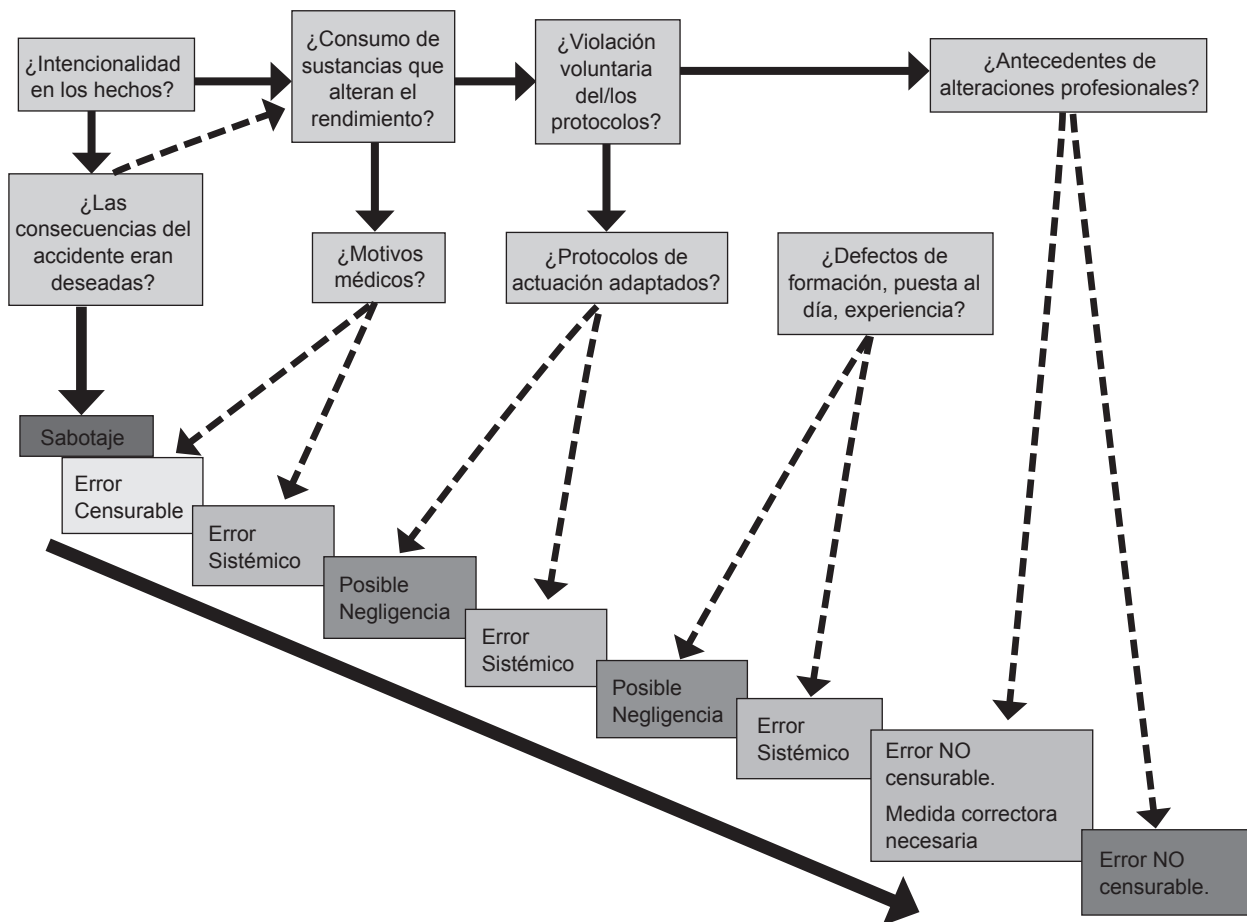 ¿Intencionalidad
en los hechos?
¿Consumo de
sustancias que
alteran el
rendimiento?
¿Violación
voluntaria
del/los
protocolos?
¿Antecedentes de
alteraciones profesionales?
¿Las
consecuencias del
accidente eran
deseadas?
¿Motivos
médicos?
¿Protocolos de
actuación adaptados?
¿Defectos de
formación, puesta al
día, experiencia?
Sabotaje
Error
Censurable
Error
Sistémico
Posible
Negligencia
Error
Sistémico
Posible
Negligencia
Error
Sistémico
Error NO
censurable.
Medida correctora
necesaria
Error NO
censurable.